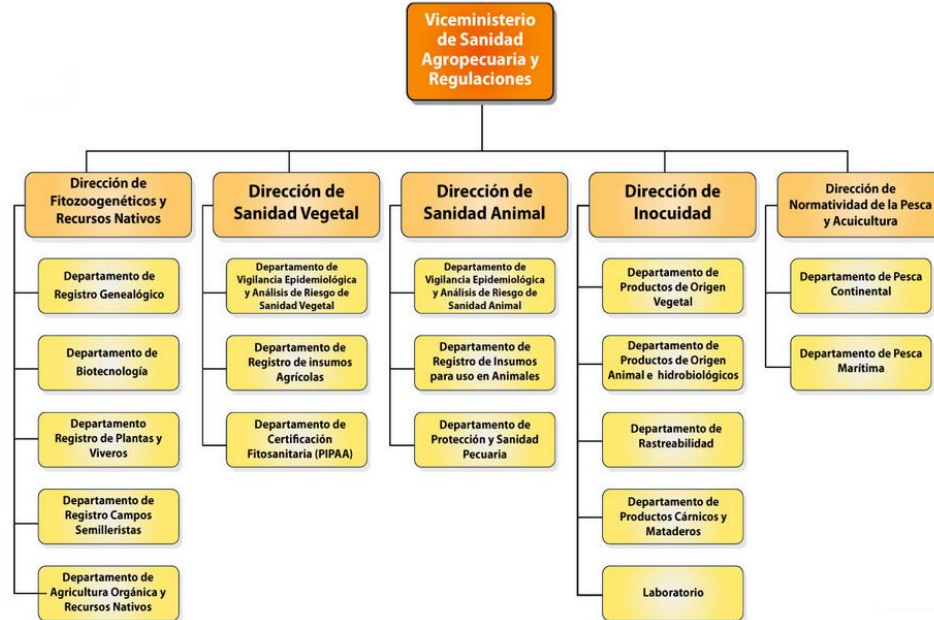 Viceministerio
de Sanidad
Agropecuaria y
Regulaciones
Dirección de
Fitozoogenéticos y
Recursos Nativos
Departamento de
Registro Genealógico
Departamento de
Biotecnología
Departamento
Registro de Plantas y
Viveros
Departamento de
Registro Campos
Semilleristas
Departamento de
Agricultura Orgánica y
Recursos Nativos
Dirección de
Sanidad Vegetal
Departamento de
Vigilancia Epidemiológica
y Análisis de Riesgo de
Sanidad Vegetal
Departamento de
Registro de insumos
Agrícolas
Departamento de
Certificación
Fitosanitaria (PIPAA)
Dirección de
Sanidad Animal
Departamento de
Vigilancia Epidemiológica
y Análisis de Riesgo de
Sanidad Animal
Departamento de
Registro de Insumos
para uso en Animales
Departamento de
Protección y Sanidad
Pecuaria
Dirección de
Inocuidad
Departamento de
Productos de Origen
Vegetal
Departamento de
Productos de Origen
Animal e hidrobiológicos
Departamento de
Rastreabilidad
Departamento de
Productos Cárnicos y
Mataderos
Laboratorio
Dirección de
Normatividad de la Pesca
y Acuicultura
Departamento de Pesca
Continental
Departamento de Pesca
Marítima